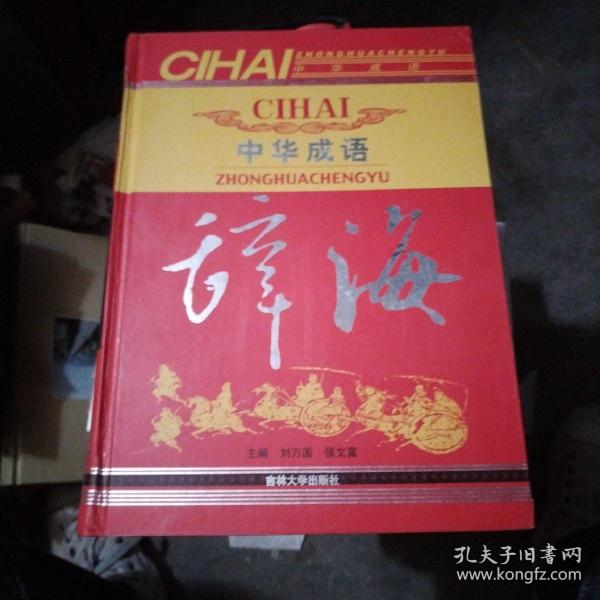 CIHAI ZHONGHUACHENGYU
中华成语
CIHAI
中华成语
ZHONGHUACHENGYU
辞海
主编 刘万国 侯文富
吉林大学出版社
孔夫子旧书网
www.kongfz.com